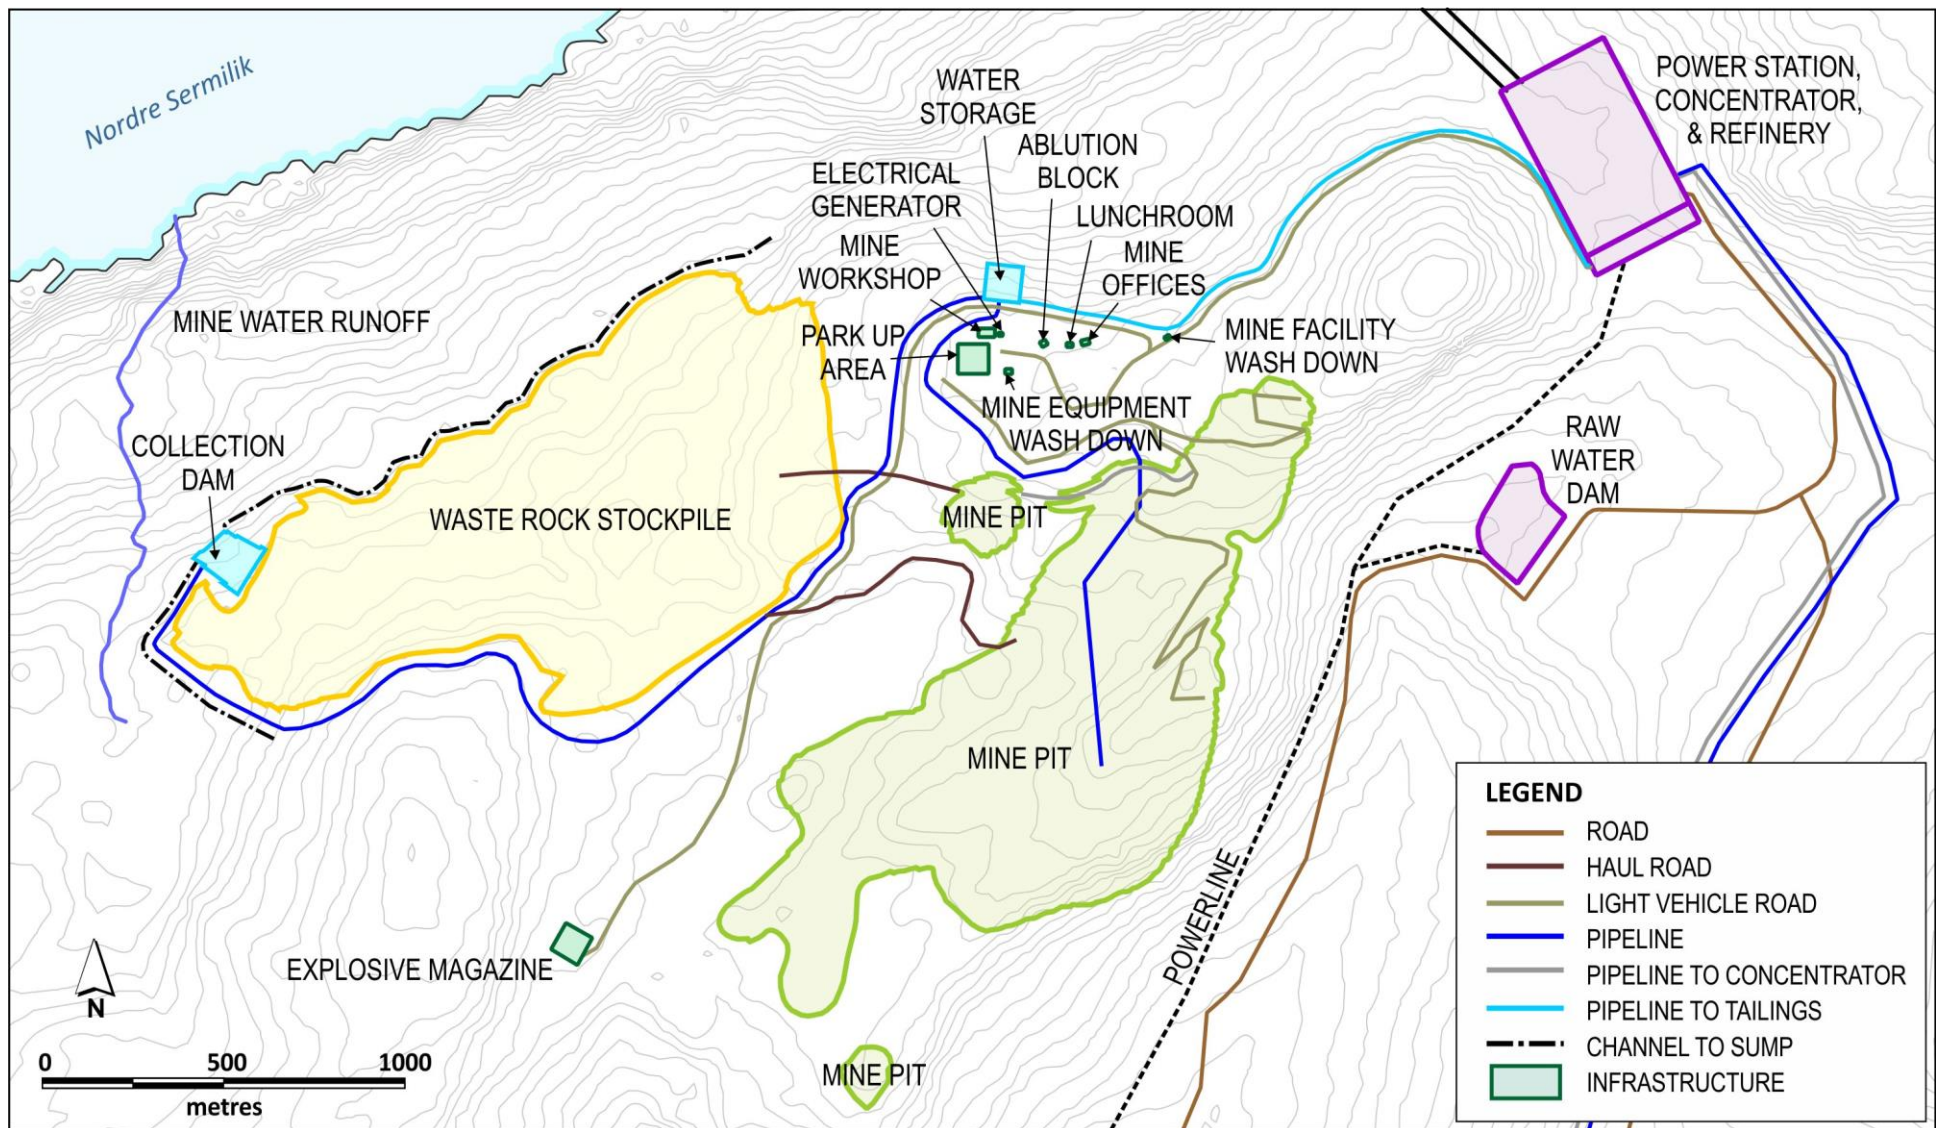 Nordre Sermilik
WATER
STORAGE
ABLUTION
BLOCK
ELECTRICAL
GENERATOR
LUNCHROOM
MINE
WORKSHOP
MINE
OFFICES
POWER STATION,
CONCENTRATOR,
& REFINERY
MINE WATER RUNOFF
PARK UP
AREA
MINE FACILITY
WASH DOWN
MINE EQUIPMENT
WASH DOWN
COLLECTION
DAM
RAW
WATER
DAM
WASTE ROCK STOCKPILE
MINE PIT
MINE PIT
POWERLINE
EXPLOSIVE MAGAZINE
MINE PIT
N
0 500 1000
metres
LEGEND
ROAD
HAUL ROAD
LIGHT VEHICLE ROAD
PIPELINE
PIPELINE TO CONCENTRATOR
PIPELINE TO TAILINGS
CHANNEL TO SUMP
INFRASTRUCTURE